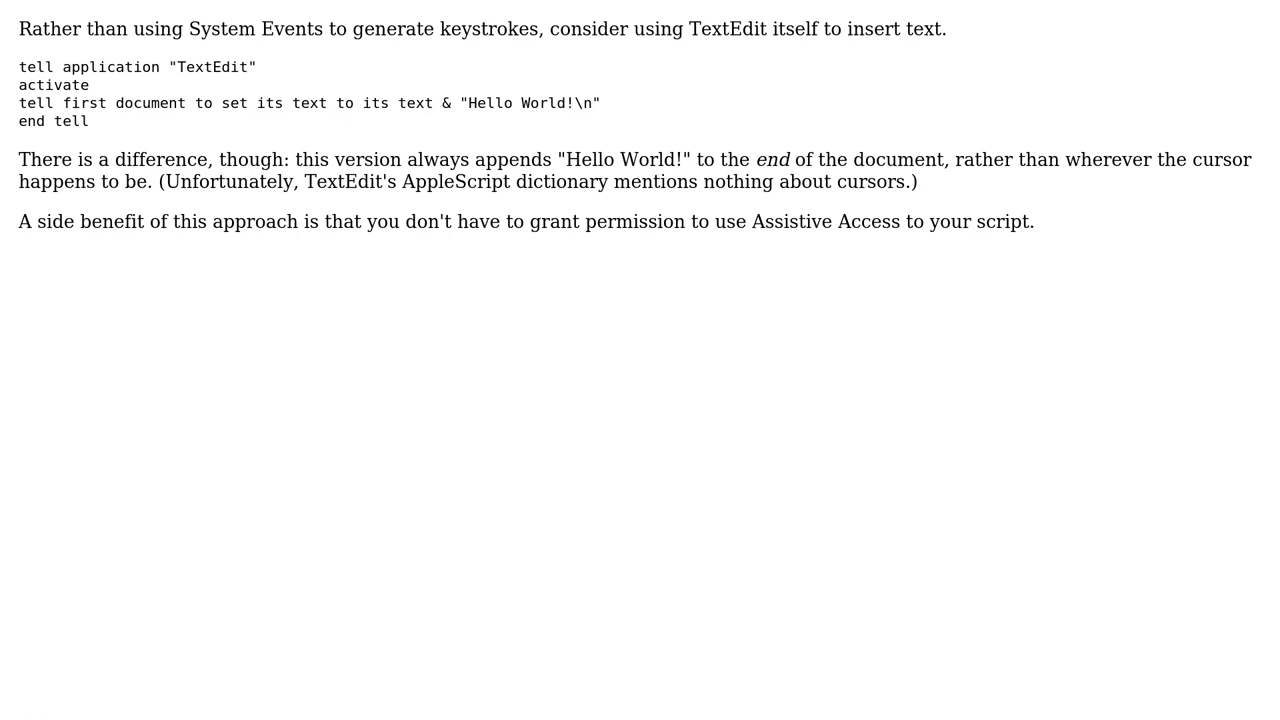 Rather than using System Events to generate keystrokes, consider using TextEdit itself to insert text.
tell application "TextEdit"
activate
tell first document to set its text to its text & "Hello World!\n"
end tell
There is a difference, though: this version always appends "Hello World!" to the end of the document, rather than wherever the cursor
happens to be. (Unfortunately, TextEdit's AppleScript dictionary mentions nothing about cursors.)
A side benefit of this approach is that you don't have to grant permission to use Assistive Access to your script.